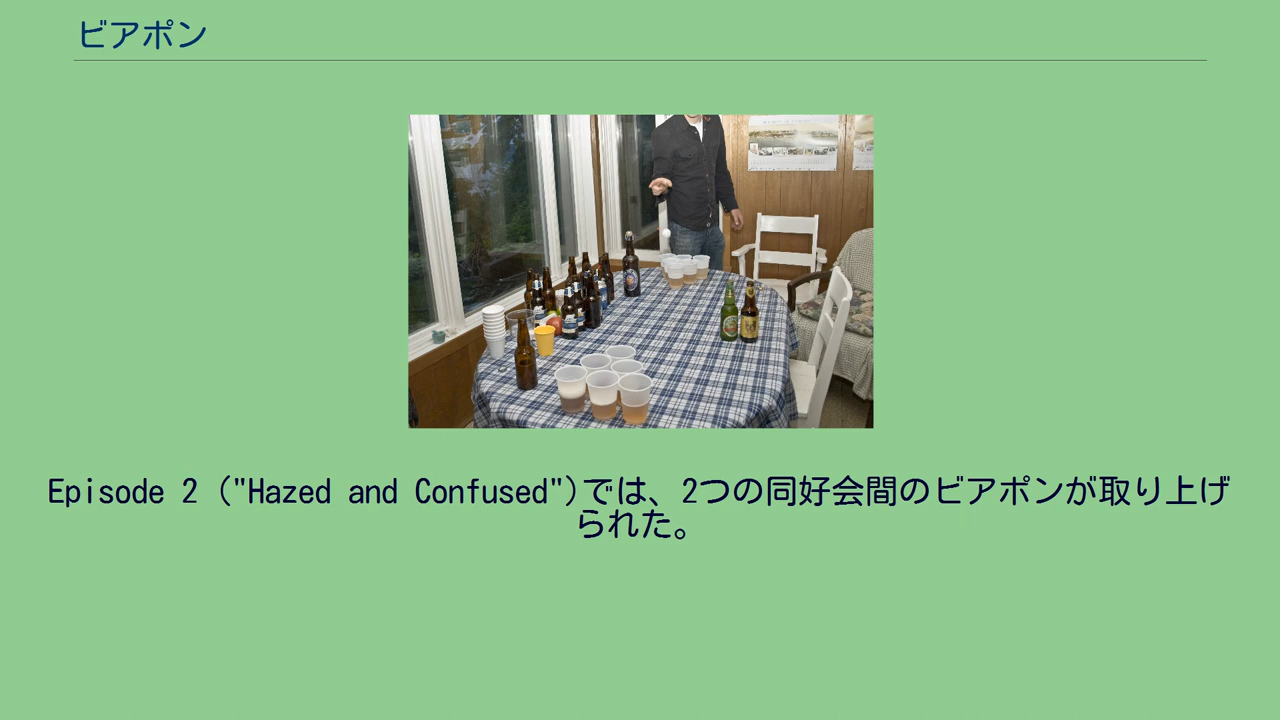 ビアポン
Episode 2 ("Hazed and Confused")では、2つの同好会間のビアポンが取り上げ
られた。